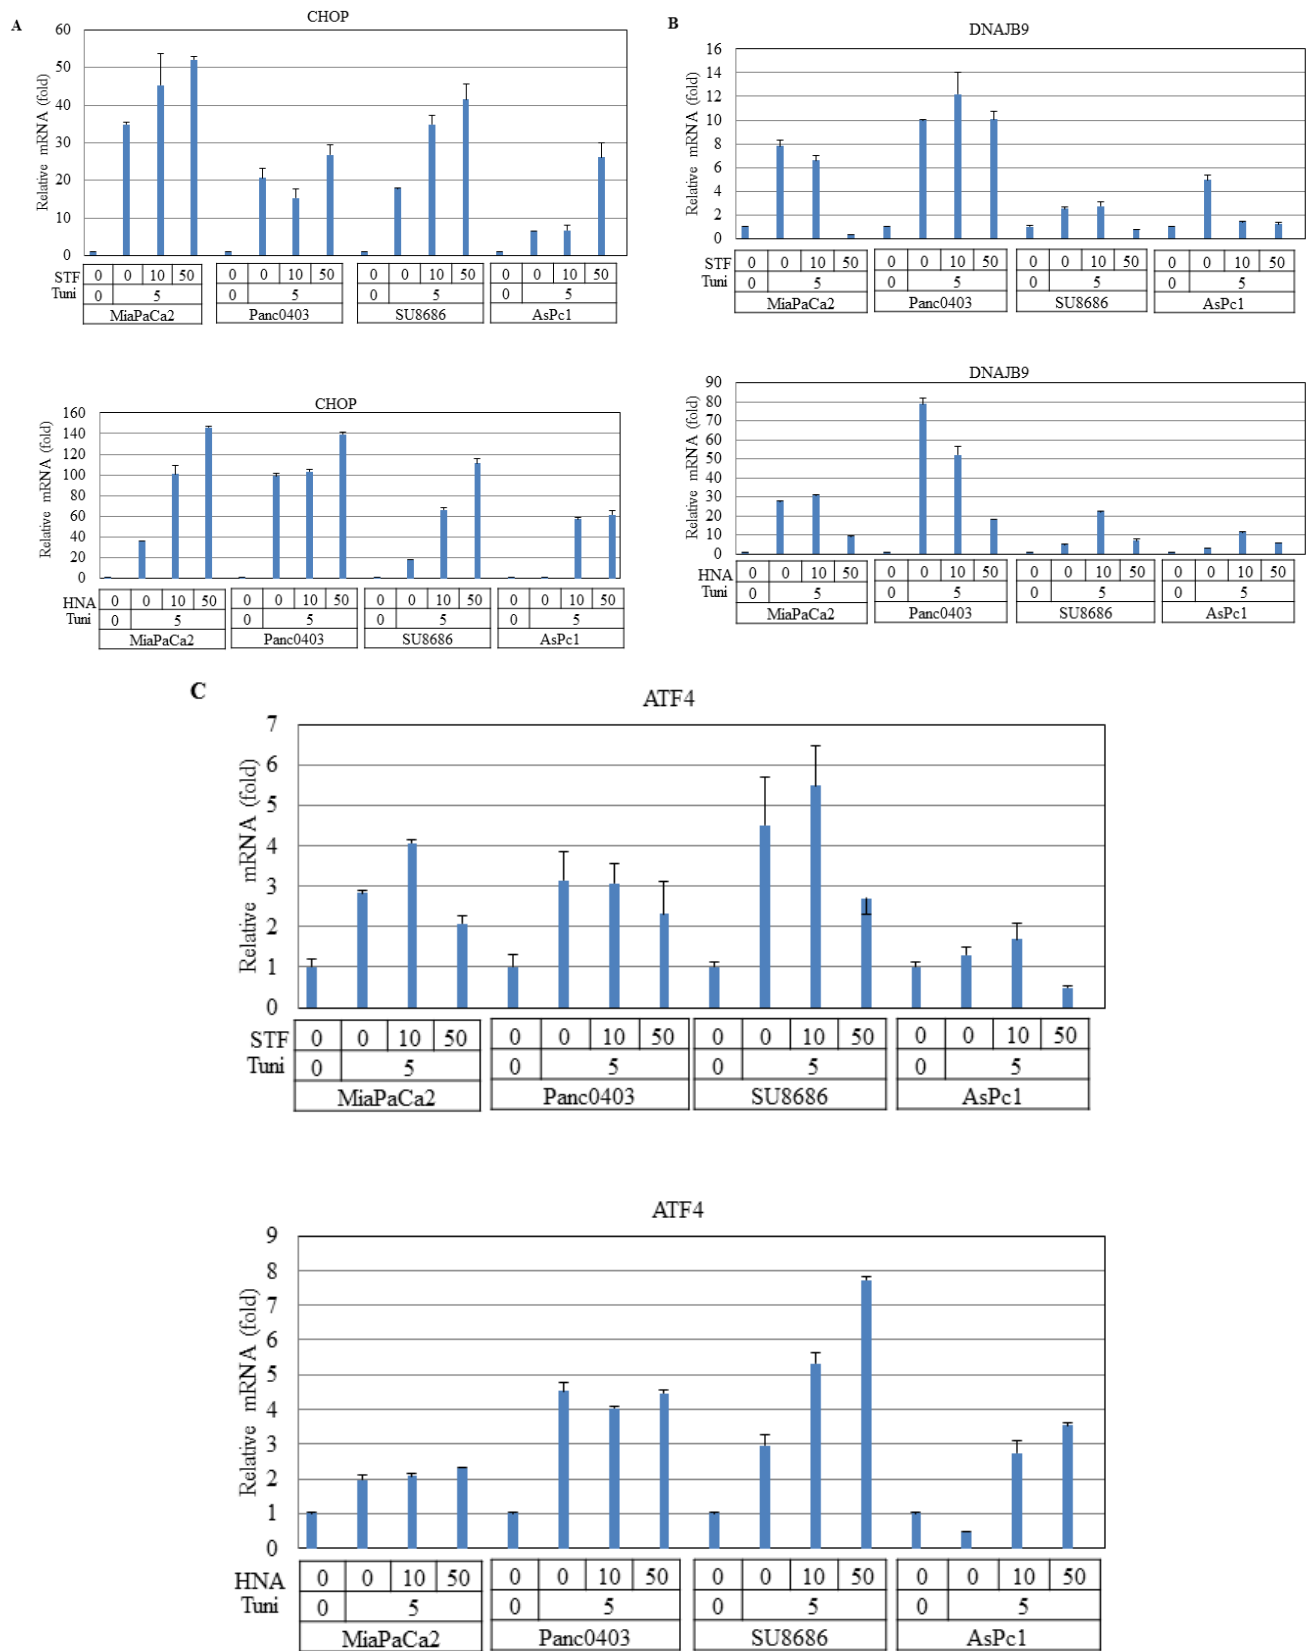 A
CHOP
Relative mRNA (fold)
60
50
40
30
20
10
0
STF 0 0 10 50 0 0 10 50 0 0 10 50 0 0 10 50
Tuni 0 5 0 5 0 5 0 5
MiaPaCa2 Panc0403 SU8686 AsPc1
CHOP
Relative mRNA (fold)
160
140
120
100
80
60
40
20
0
HNA 0 0 10 50 0 0 10 50 0 0 10 50 0 0 10 50
Tuni 0 5 0 5 0 5 0 5
MiaPaCa2 Panc0403 SU8686 AsPc1
B
DNAJB9
Relative mRNA (fold)
16
14
12
10
8
6
4
2
0
STF 0 0 10 50 0 0 10 50 0 0 10 50 0 0 10 50
Tuni 0 5 0 5 0 5 0 5
MiaPaCa2 Panc0403 SU8686 AsPc1
DNAJB9
Relative mRNA (fold)
90
80
70
60
50
40
30
20
10
0
HNA 0 0 10 50 0 0 10 50 0 0 10 50 0 0 10 50
Tuni 0 5 0 5 0 5 0 5
MiaPaCa2 Panc0403 SU8686 AsPc1
C
ATF4
Relative mRNA (fold)
7
6
5
4
3
2
1
0
STF 0 0 10 50 0 0 10 50 0 0 10 50 0 0 10 50
Tuni 0 5 0 5 0 5 0 5
MiaPaCa2 Panc0403 SU8686 AsPc1
ATF4
Relative mRNA (fold)
9
8
7
6
5
4
3
2
1
0
HNA 0 0 10 50 0 0 10 50 0 0 10 50 0 0 10 50
Tuni 0 5 0 5 0 5 0 5
MiaPaCa2 Panc0403 SU8686 AsPc1